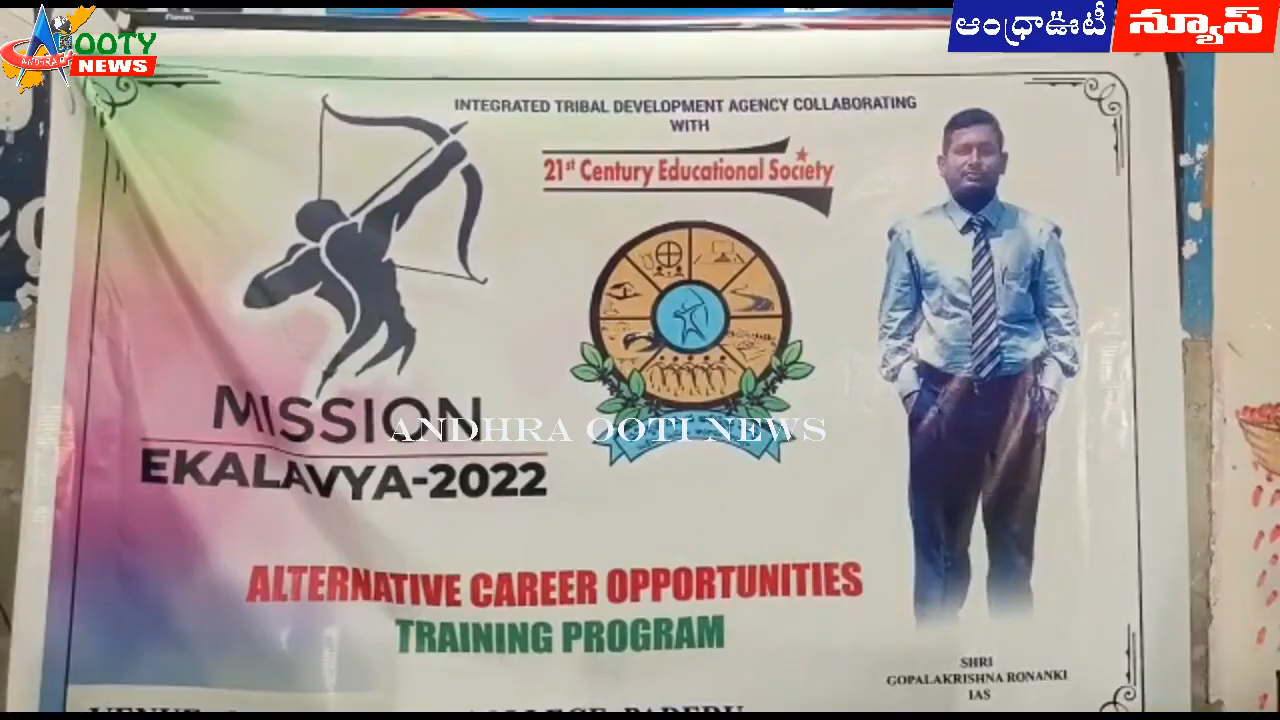 OOTY
ANDHRA
NEWS
ఆంధ్రాఊటీ న్యూస్
INTEGRATED TRIBAL DEVELOPMENT AGENCY COLLABORATING
WITH
21st Century Educational Society
MISSION
EKALAVYA-2022
ANDHRA OOTI NEWS
ALTERNATIVE CAREER OPPORTUNITIES
TRAINING PROGRAM
SHRI
GOPALAKRISHNA RONANKI
IAS